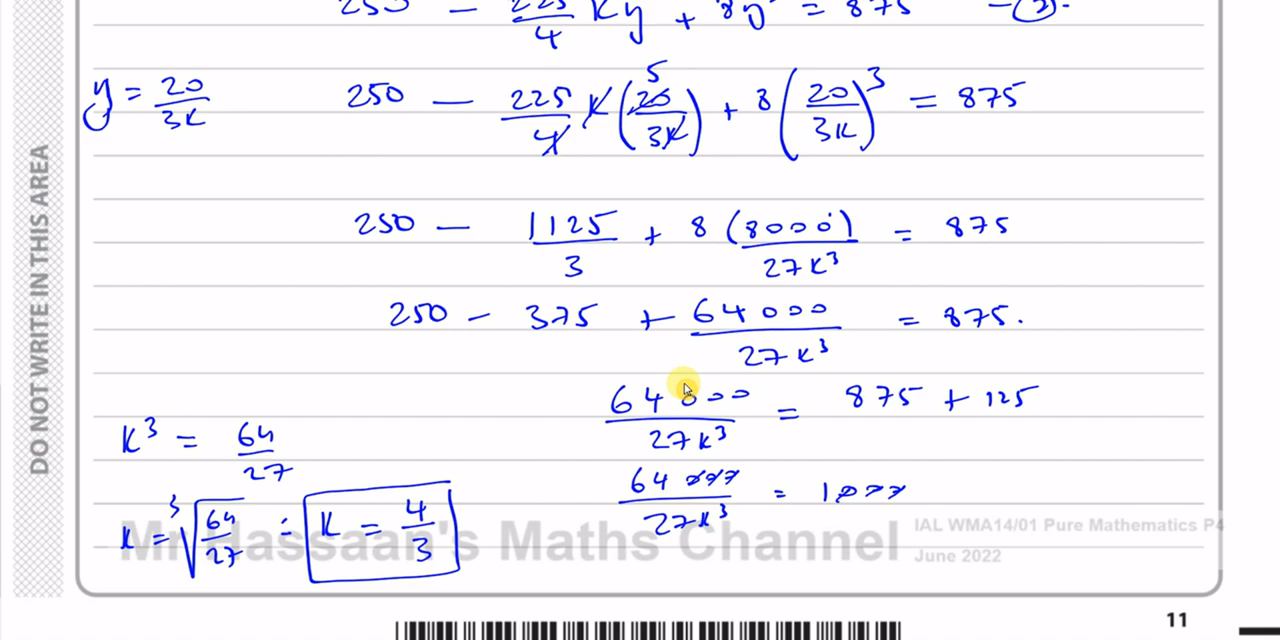 250 − 225/4 ky + 8y³ = 875 —(2).
y = 20/3k
250 − 225/4 k (20/3k) 5 + 8 (20/3k)³ = 875
250 − 1125/3 + 8 (8000)/27k³ = 875
250 − 375 + 64000/27k³ = 875.
64000/27k³ = 875 + 125
k³ = 64/27
64000/27k³ = 1000
k = ³√64/27 = k = 4/3
DO NOT WRITE IN THIS AREA
Mr Hassaan's Maths Channel
IAL WMA14/01 Pure Mathematics P4
June 2022
11